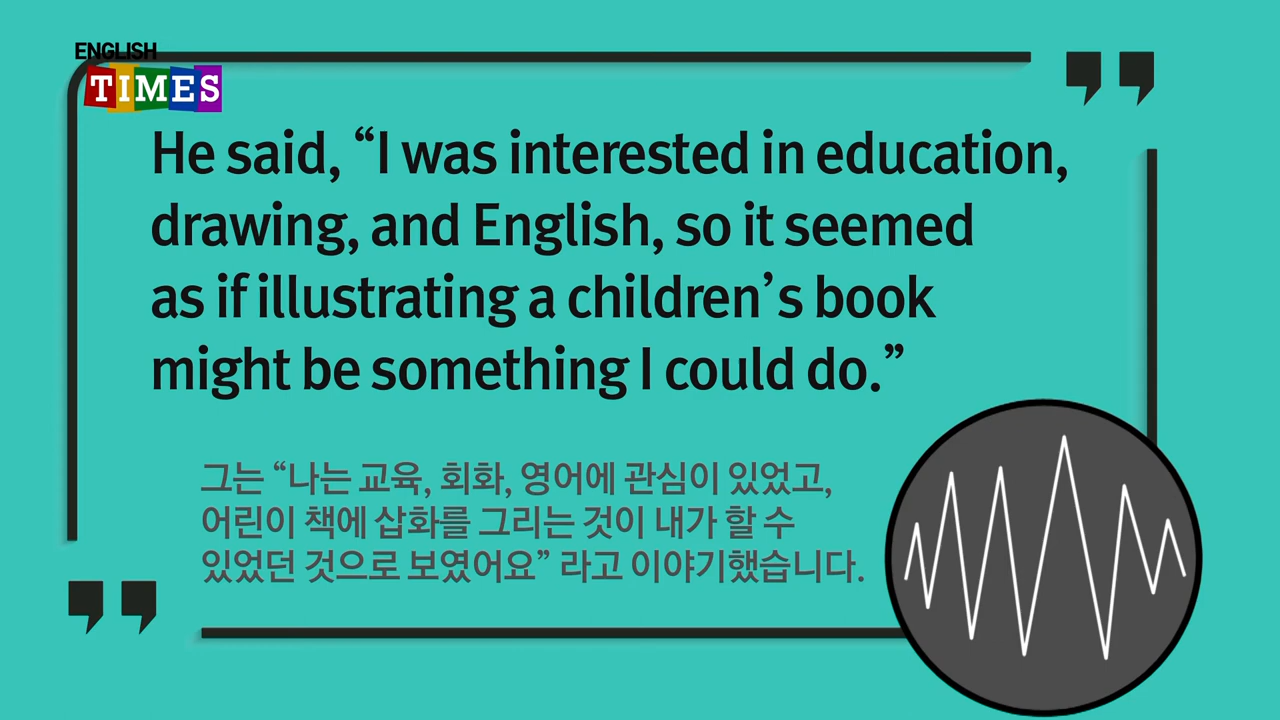 ENGLISH
TIMES
He said, “I was interested in education,
drawing, and English, so it seemed
as if illustrating a children’s book
might be something I could do.”
그는 “나는 교육, 회화, 영어에 관심이 있었고,
어린이 책에 삽화를 그리는 것이 내가 할 수
있었던 것으로 보였어요” 라고 이야기했습니다.